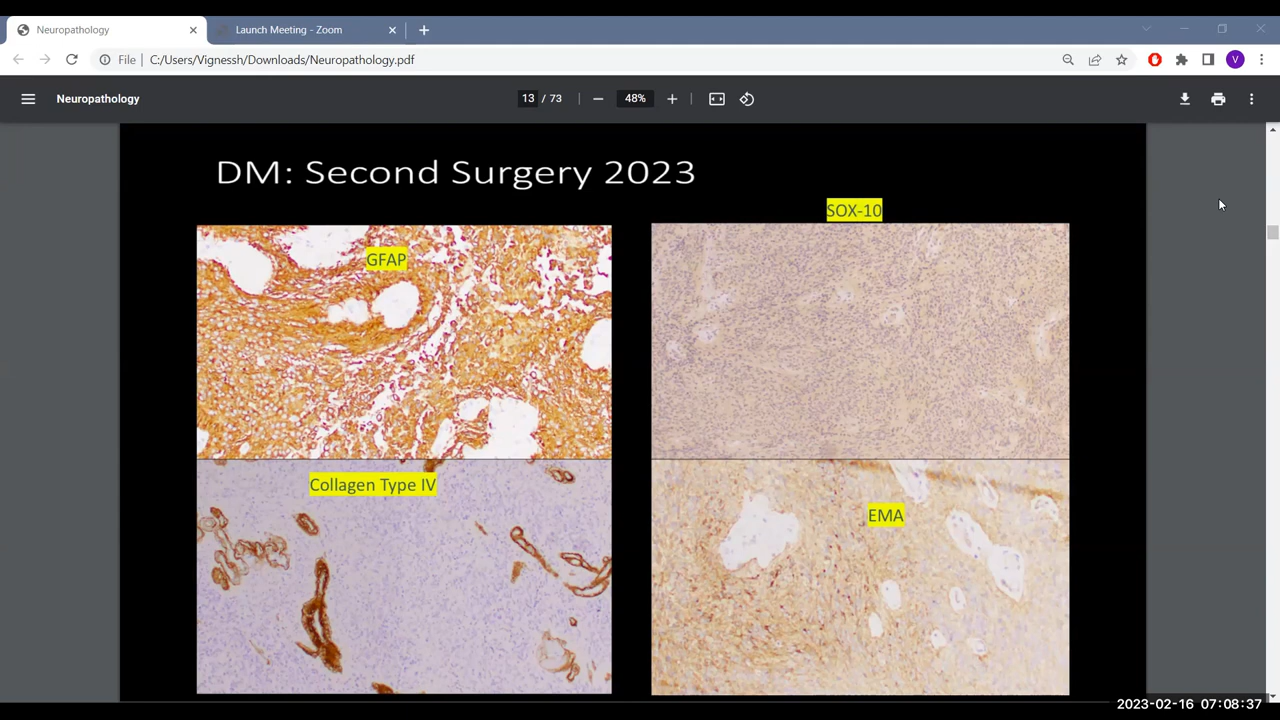 Neuropathology
Launch Meeting - Zoom
File
C:/Users/Vignessh/Downloads/Neuropathology.pdf
V
Neuropathology
13 / 73
48%
DM: Second Surgery 2023
SOX-10
GFAP
Collagen Type IV
EMA
2023-02-16 07:08:37